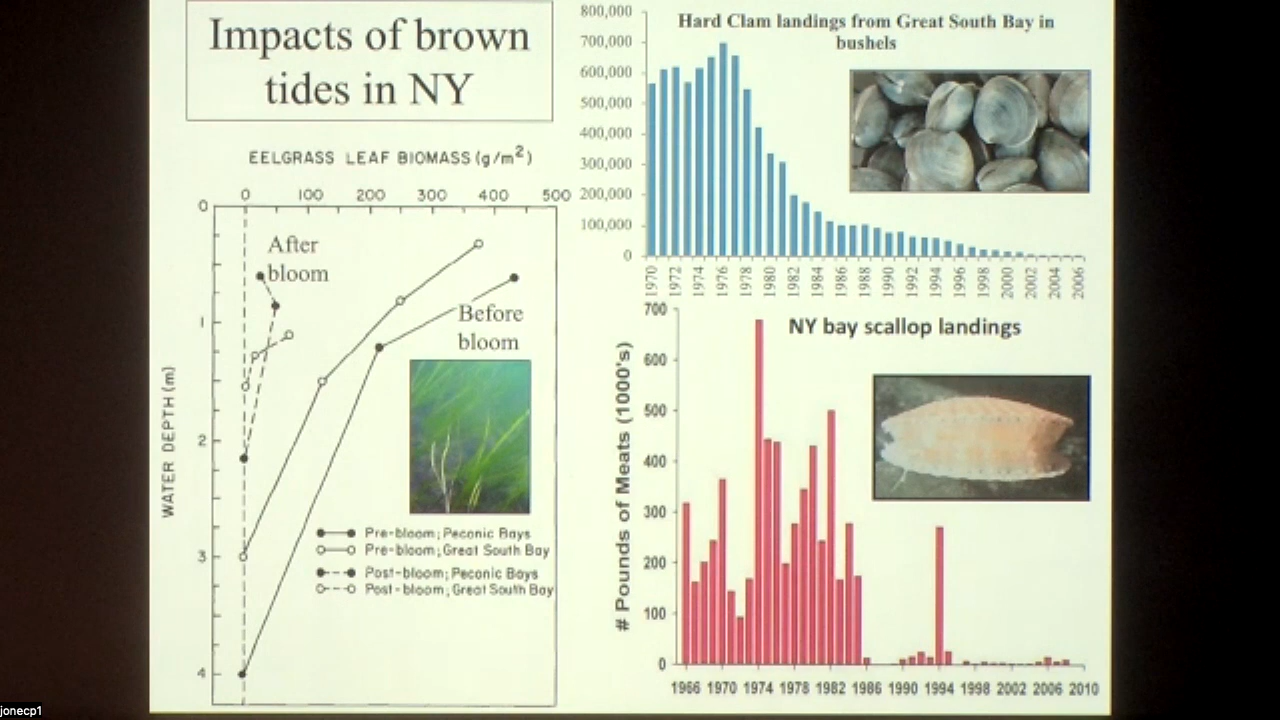 Impacts of brown
tides in NY
EELGRASS LEAF BIOMASS (g/m²)
0 100 200 300 400 500
0
1
2
3
4
WATER DEPTH (m)
After
bloom
Before
bloom
Pre-bloom; Peconic Bays
Pre-bloom; Great South Bay
Post-bloom; Peconic Bays
Post-bloom; Great South Bay
Hard Clam landings from Great South Bay in
bushels
800,000
700,000
600,000
500,000
400,000
300,000
200,000
100,000
0
1970 1972 1974 1976 1978 1980 1982 1984 1986 1988 1990 1992 1994 1996 1998 2000 2002 2004 2006
NY bay scallop landings
# Pounds of Meats (1000's)
700
600
500
400
300
200
100
0
1966 1970 1974 1978 1982 1986 1990 1994 1998 2002 2006 2010
jonecp1